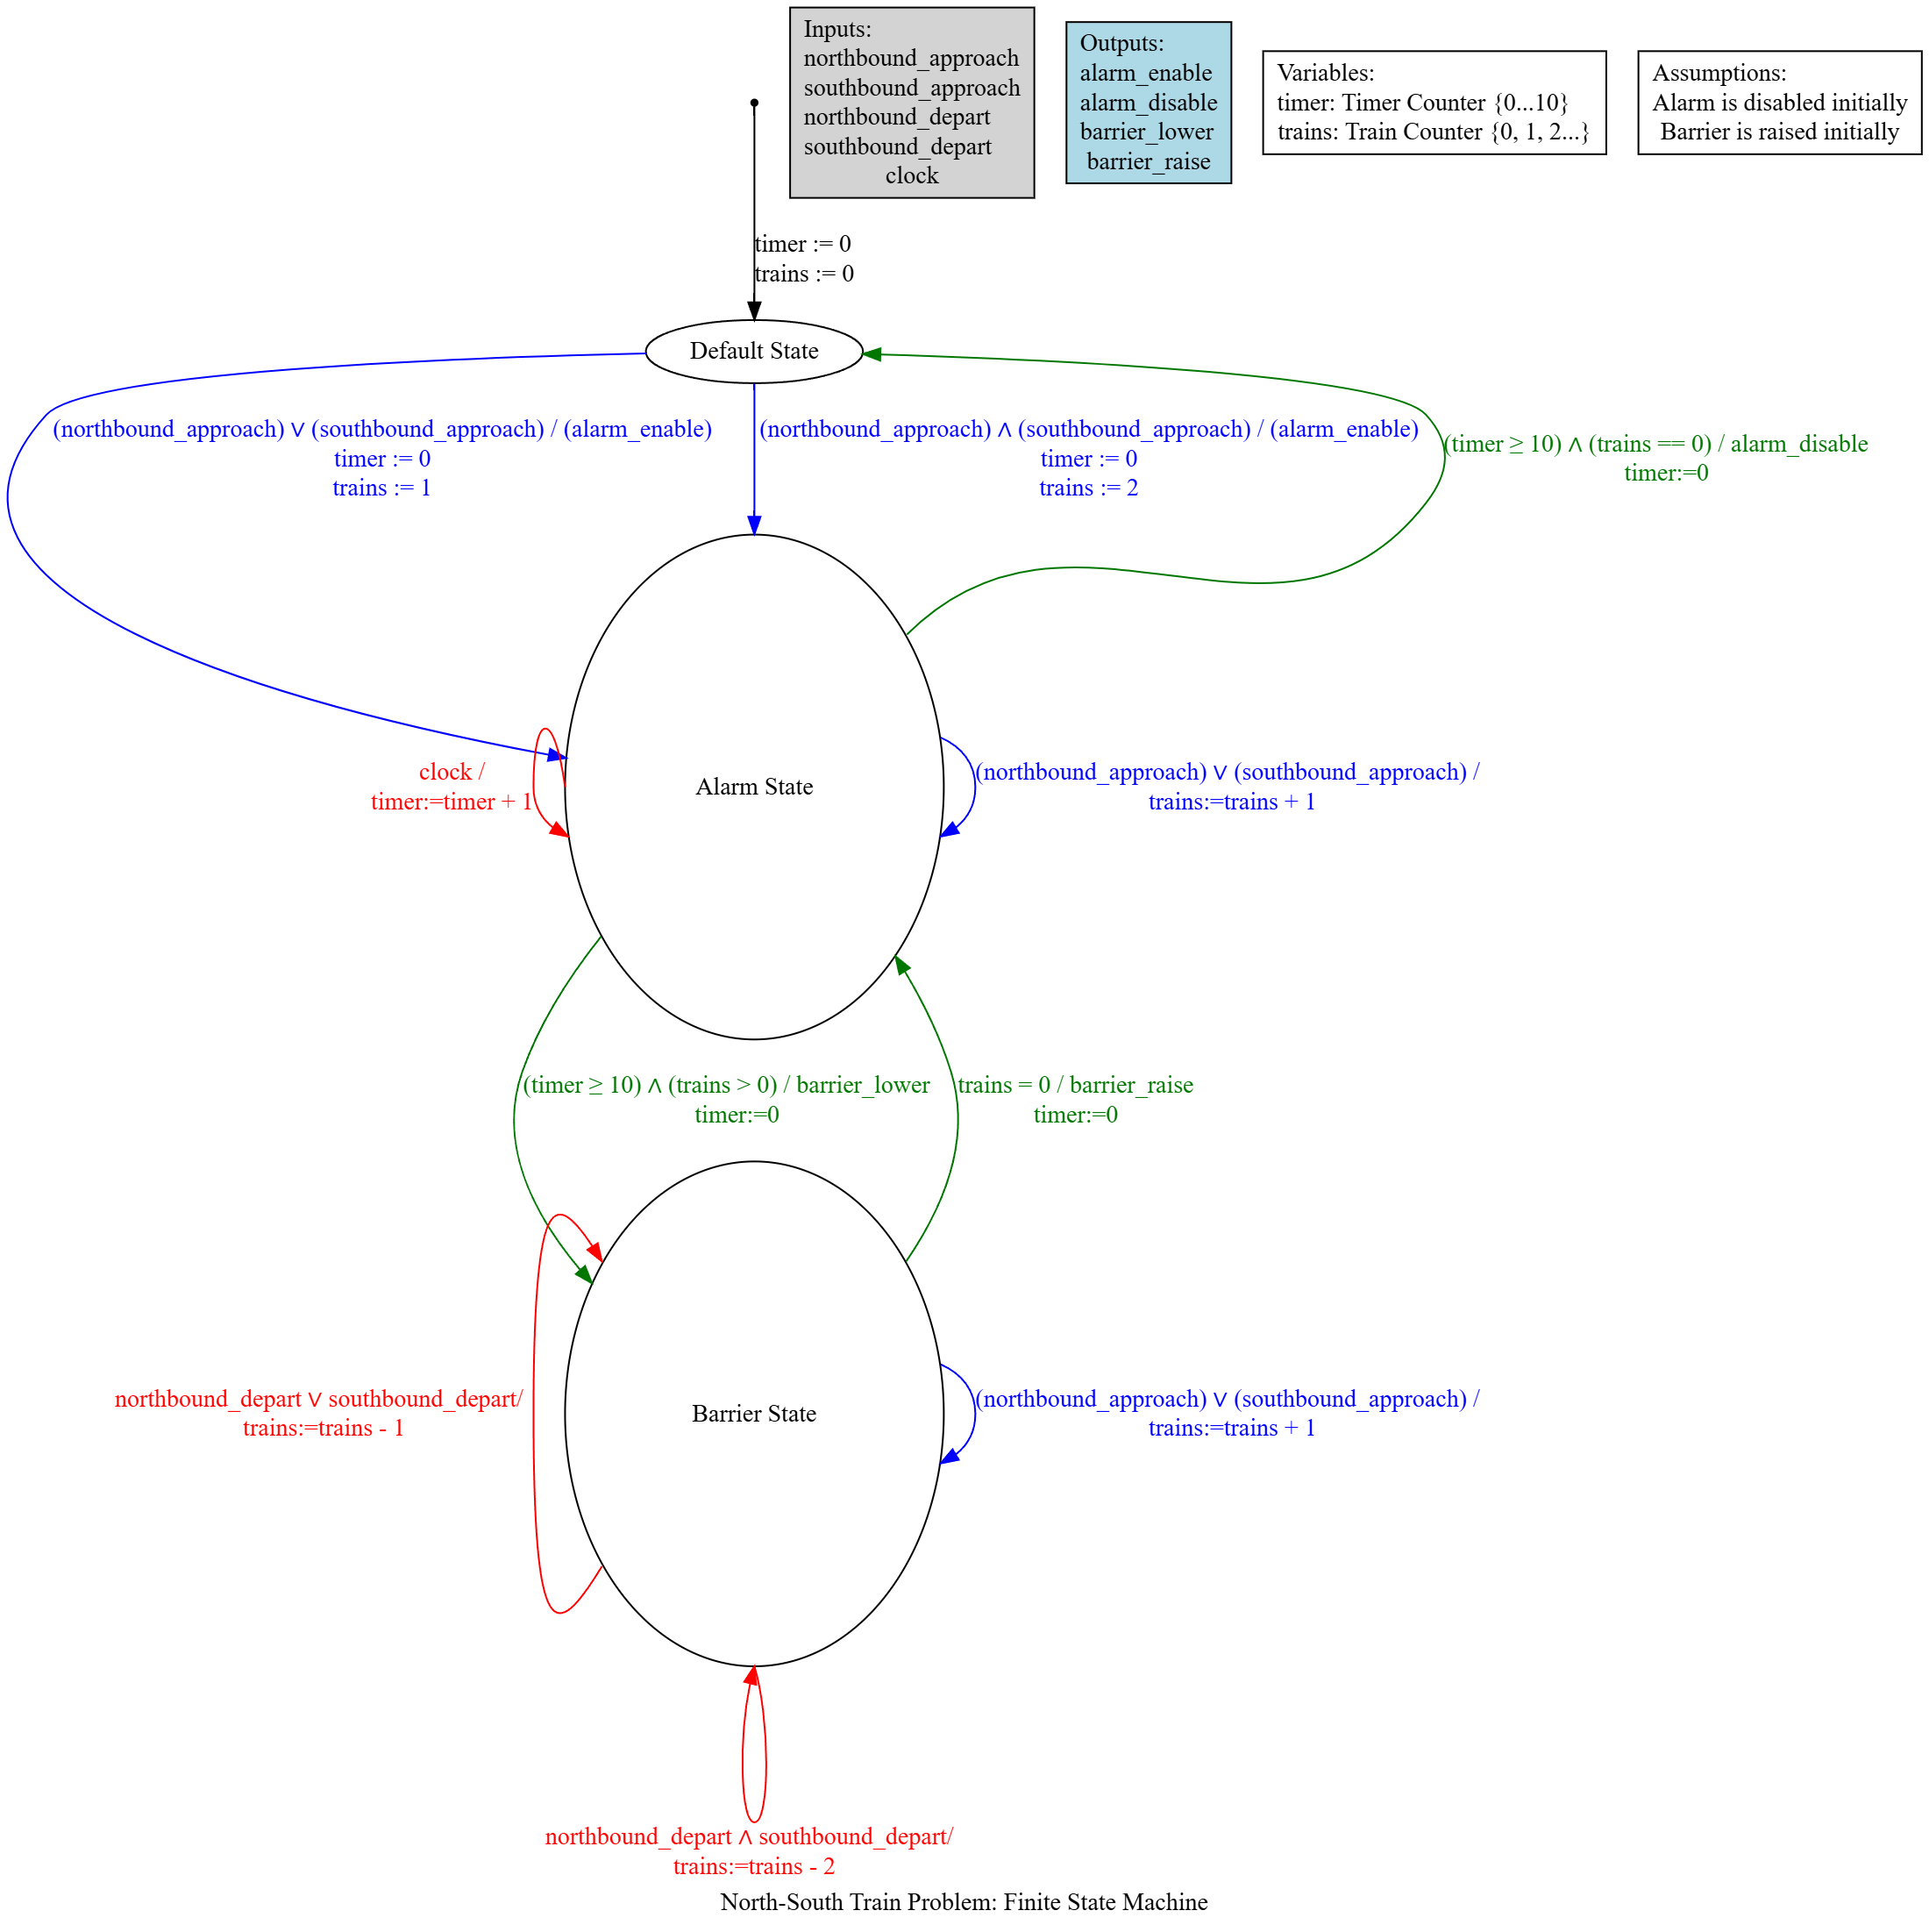 Inputs:
northbound_approach
southbound_approach
northbound_depart
southbound_depart
clock
Outputs:
alarm_enable
alarm_disable
barrier_lower
barrier_raise
Variables:
timer: Timer Counter {0...10}
trains: Train Counter {0, 1, 2...}
Assumptions:
Alarm is disabled initially
Barrier is raised initially
timer := 0
trains := 0
Default State
(northbound_approach) ∨ (southbound_approach) / (alarm_enable)
timer := 0
trains := 1
(northbound_approach) ∧ (southbound_approach) / (alarm_enable)
timer := 0
trains := 2
(timer ≥ 10) ∧ (trains == 0) / alarm_disable
timer:=0
clock /
timer:=timer + 1
Alarm State
(northbound_approach) ∨ (southbound_approach) /
trains:=trains + 1
(timer ≥ 10) ∧ (trains > 0) / barrier_lower
timer:=0
trains = 0 / barrier_raise
timer:=0
northbound_depart ∨ southbound_depart/
trains:=trains - 1
Barrier State
(northbound_approach) ∨ (southbound_approach) /
trains:=trains + 1
northbound_depart ∧ southbound_depart/
trains:=trains - 2
North-South Train Problem: Finite State Machine